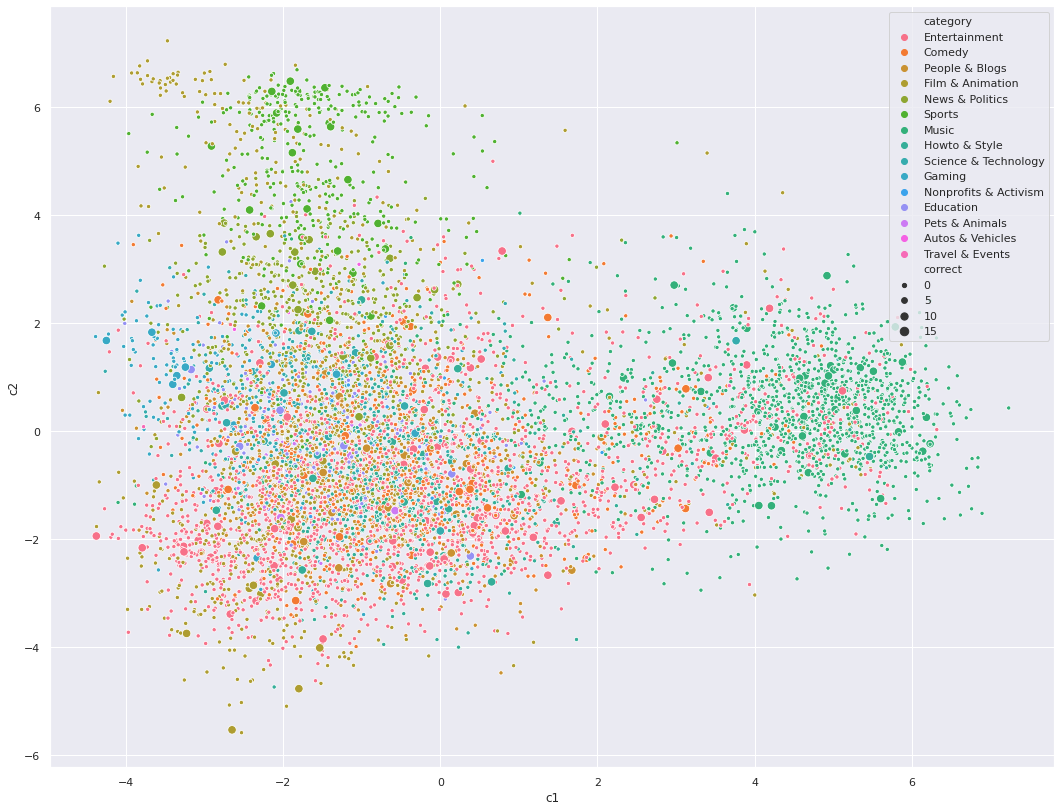 category
Entertainment
Comedy
People & Blogs
Film & Animation
News & Politics
Sports
Music
Howto & Style
Science & Technology
Gaming
Nonprofits & Activism
Education
Pets & Animals
Autos & Vehicles
Travel & Events
correct
0
5
10
15
6
4
2
0
−2
−4
−6
c2
−4
−2
0
2
4
6
c1